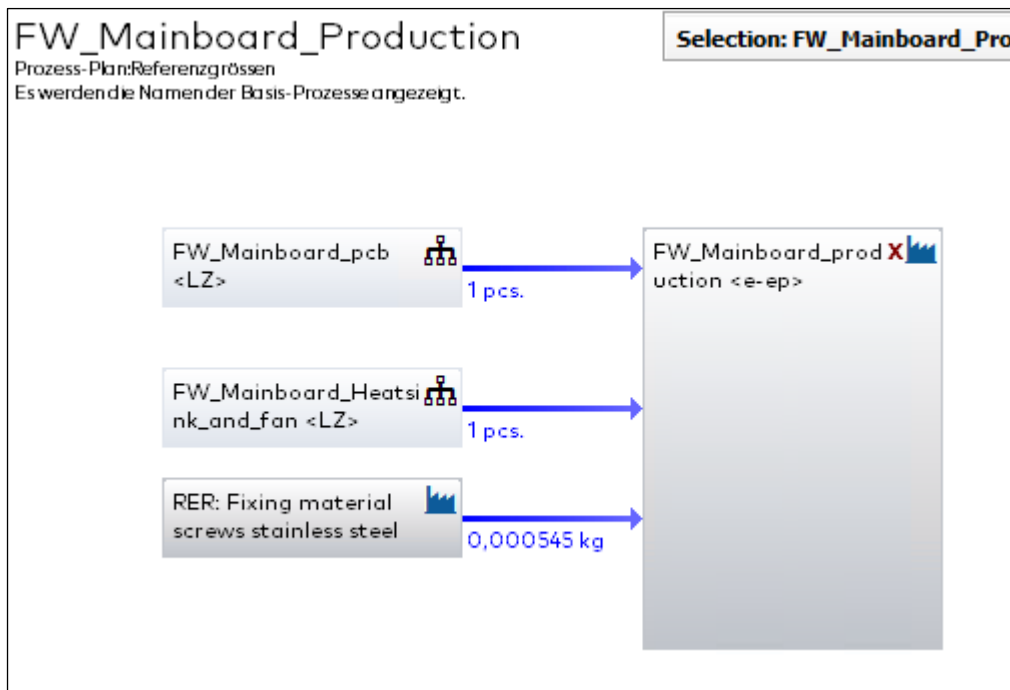 FW_Mainboard_Production
Selection: FW_Mainboard_Pro
Prozess-Plan:Referenzgrössen
Es werden die Namen der Basis-Prozesse angezeigt.
FW_Mainboard_pcb
<LZ>
1 pcs.
FW_Mainboard_prod X
uction <e-ep>
FW_Mainboard_Heatsi
nk_and_fan <LZ>
1 pcs.
RER: Fixing material
screws stainless steel
0,000545 kg